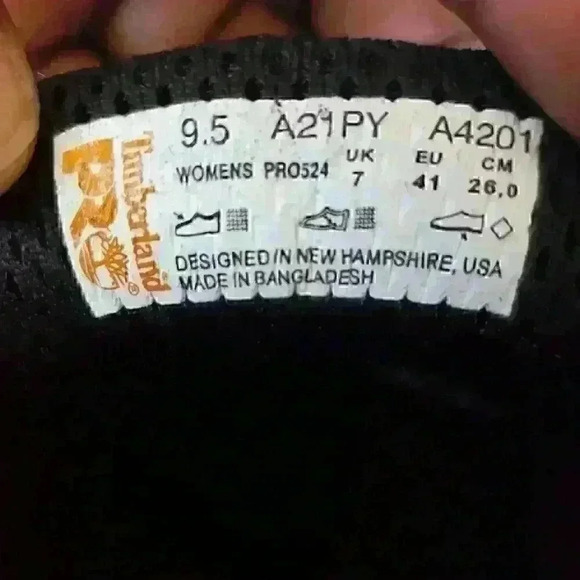 Timberland
PRO
®
9.5 A21PY A4201
WOMENS PRO524 UK 7 EU 41 CM 26.0
DESIGNED IN NEW HAMPSHIRE, USA
MADE IN BANGLADESH